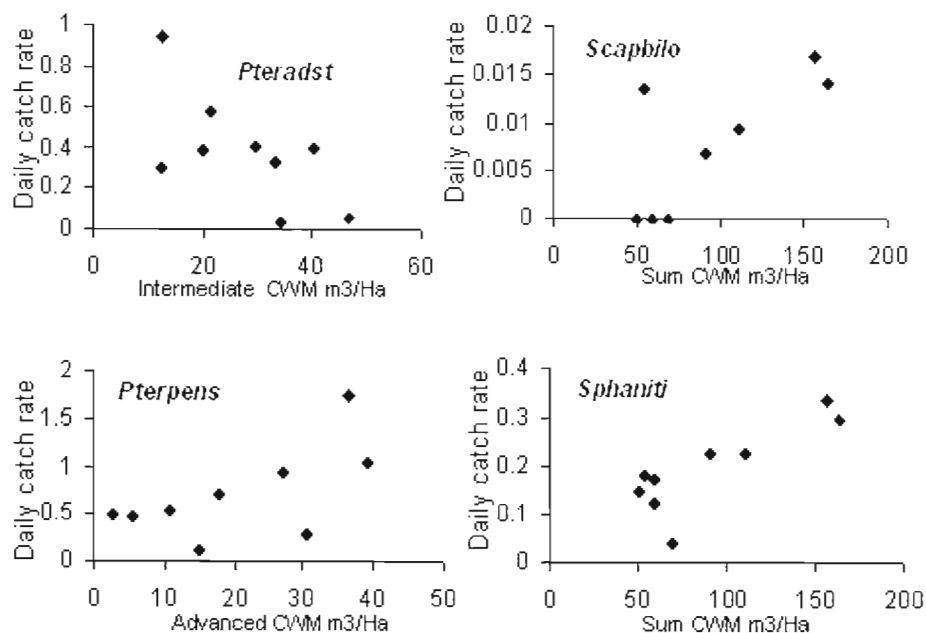 Pteradst
Daily catch rate
1
0.8
0.6
0.4
0.2
0
0 20 40 60
Intermediate CWM m3/Ha
Scapbilo
Daily catch rate
0.02
0.015
0.01
0.005
0
0 50 100 150 200
Sum CWM m3/Ha
Pterpens
Daily catch rate
2
1.5
1
0.5
0
0 10 20 30 40 50
Advanced CWM m3/Ha
Sphaniti
Daily catch rate
0.4
0.3
0.2
0.1
0
0 50 100 150 200
Sum CWM m3/Ha